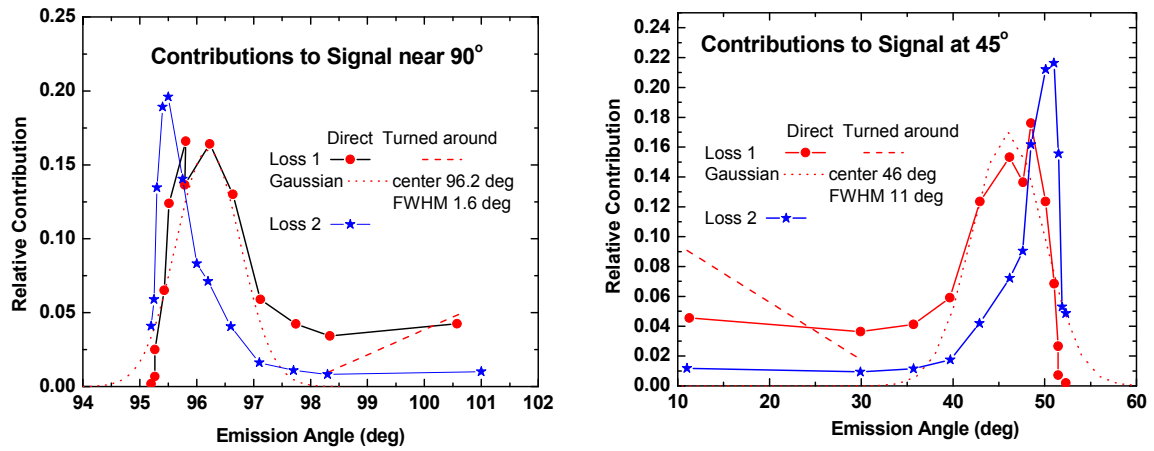 Contributions to Signal near 90°
Relative Contribution
0.25
0.20
0.15
0.10
0.05
0.00
Direct Turned around
Loss 1
Gaussian center 96.2 deg
FWHM 1.6 deg
Loss 2
94 95 96 97 98 99 100 101 102
Emission Angle (deg)
Contributions to Signal at 45°
Relative Contribution
0.24
0.22
0.20
0.18
0.16
0.14
0.12
0.10
0.08
0.06
0.04
0.02
0.00
Direct Turned around
Loss 1
Gaussian center 46 deg
FWHM 11 deg
Loss 2
10 20 30 40 50 60
Emission Angle (deg)